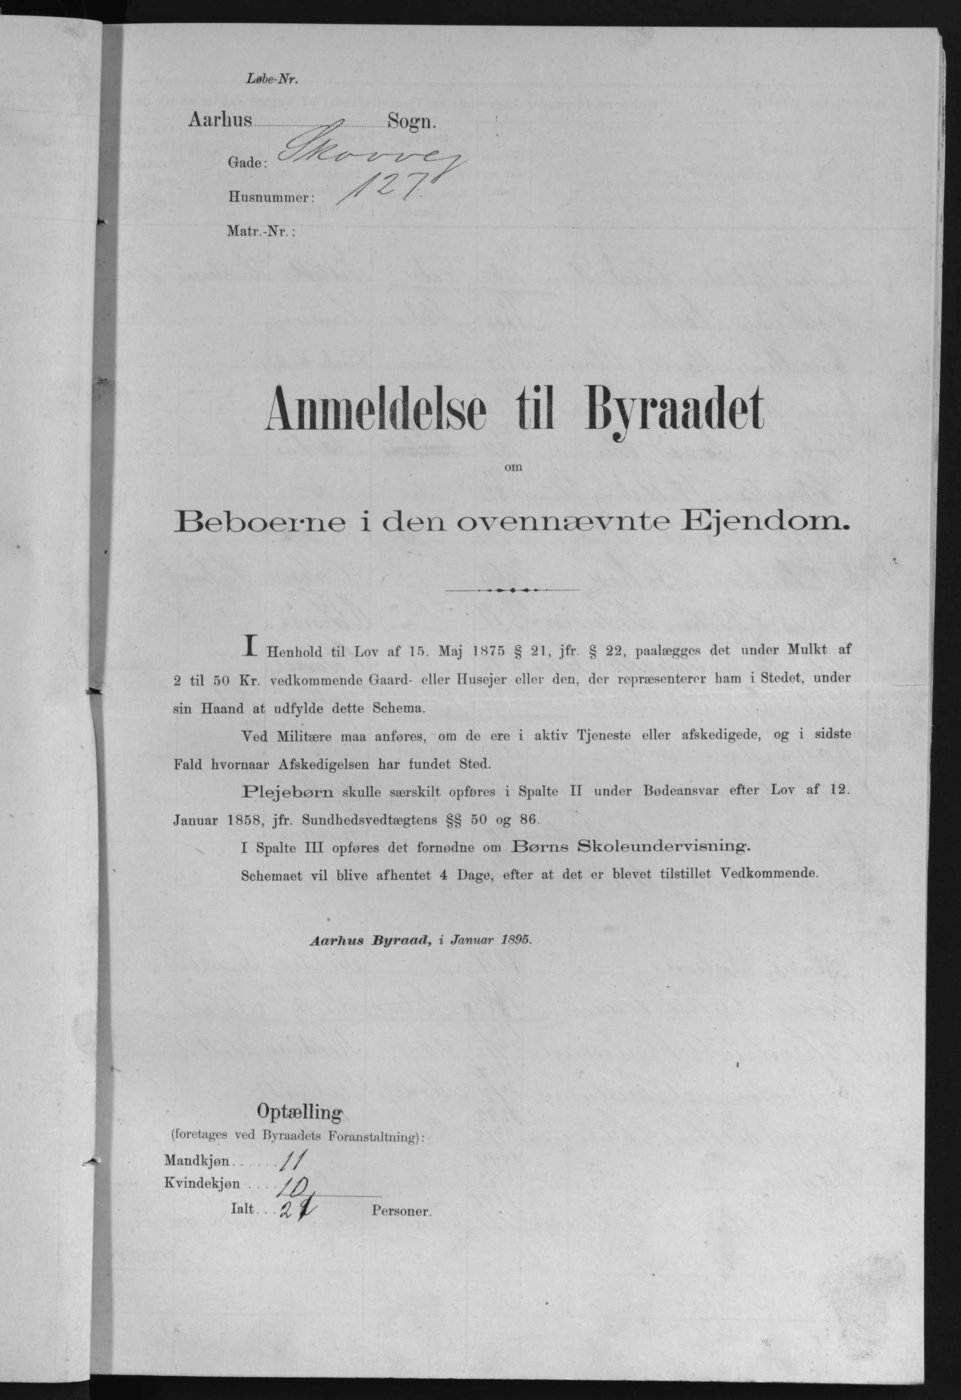 Løbe-Nr.
Aarhus Sogn.
Gade: Skovvej
Husnummer: 127.
Matr.-Nr.:
Anmeldelse til Byraadet
om
Beboerne i den ovennævnte Ejendom.
I Henhold til Lov af 15. Maj 1875 § 21, jfr. § 22, paalægges det under Mulkt af
2 til 50 Kr. vedkommende Gaard- eller Husejer eller den, der repræsenterer ham i Stedet, under
sin Haand at udfylde dette Schema.
Ved Militære maa anføres, om de ere i aktiv Tjeneste eller afskedigede, og i sidste
Fald hvornaar Afskedigelsen har fundet Sted.
Plejebørn skulle særskilt opføres i Spalte II under Bødeansvar efter Lov af 12.
Januar 1858, jfr. Sundhedsvedtægtens §§ 50 og 86.
I Spalte III opføres det fornødne om Børns Skoleundervisning.
Schemaet vil blive afhentet 4 Dage, efter at det er blevet tilstillet Vedkommende.
Aarhus Byraad, i Januar 1895.
Optælling
(foretages ved Byraadets Foranstaltning):
Mandkjøn...... 11
Kvindekjøn .... 10
Ialt... 21 Personer.